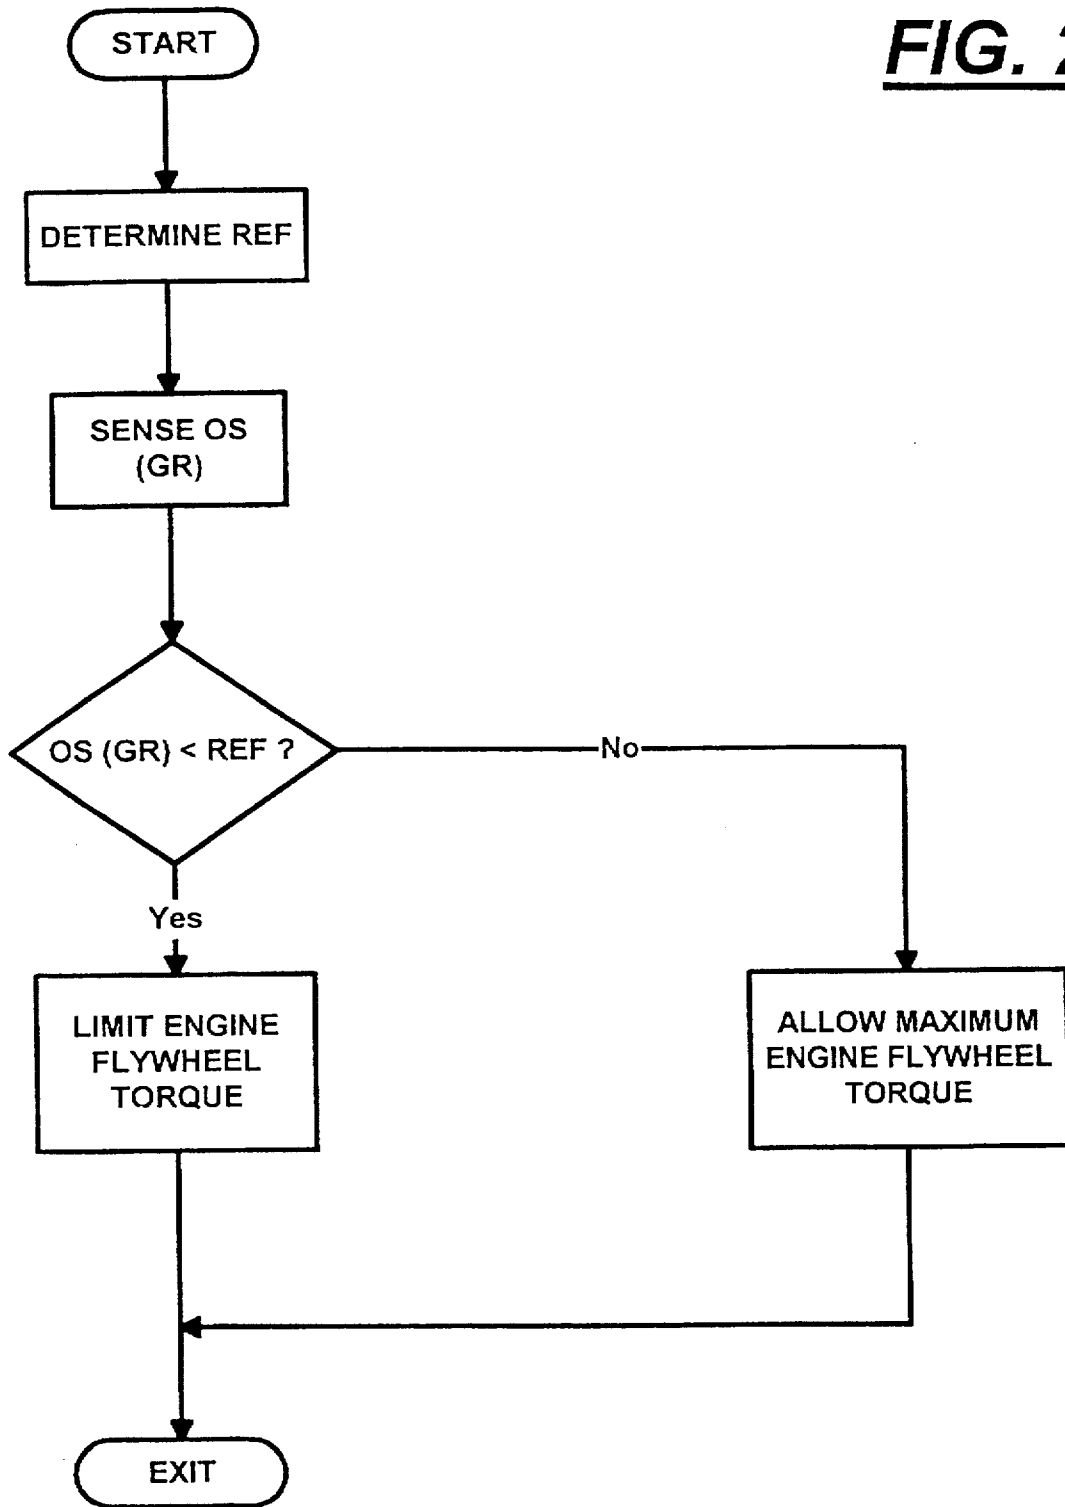 START
FIG. 2
DETERMINE REF
SENSE OS
(GR)
OS (GR) < REF ?
No
Yes
LIMIT ENGINE
FLYWHEEL
TORQUE
ALLOW MAXIMUM
ENGINE FLYWHEEL
TORQUE
EXIT